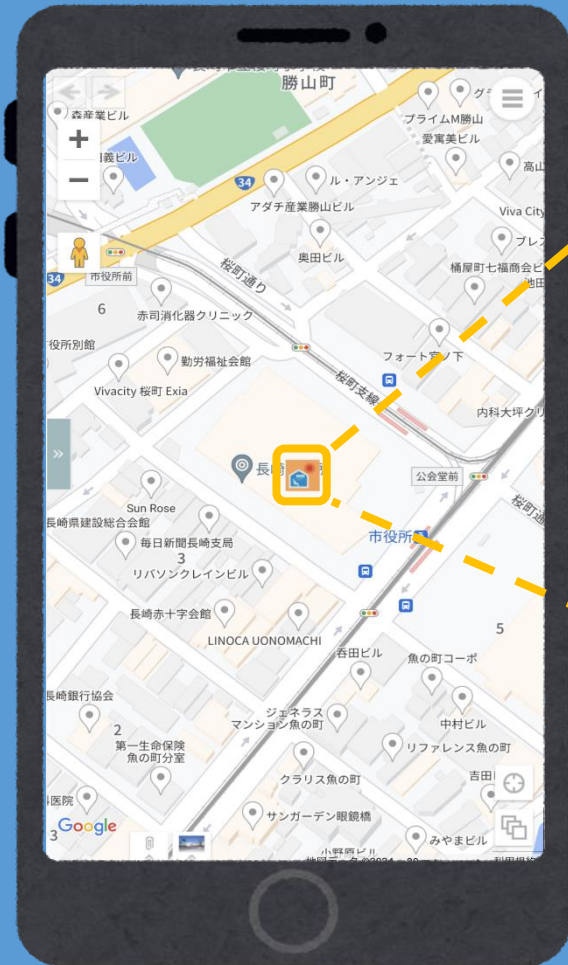 勝山町
森産業ビル
プライムM勝山
愛寓美ビル
高山
義ビル
34
ル・アンジェ
アダチ産業勝山ビル
Viva City
奥田ビル
桶屋町七福商会ビ
池田
桜町通り
34
市役所前
6
赤司消化器クリニック
役所別館
勤労福祉会館
フォート宮ノ下
Vivacity 桜町 Exia
桜町支線
内科大坪クリ
長崎
公会堂前
Sun Rose
長崎県建設総合会館
桜町通
市役所
毎日新聞長崎支局
3
リバソンクレインビル
長崎赤十字会館
5
LINOCA UONOMACHI
呑田ビル
魚の町コーポ
長崎銀行協会
ジェネラス
マンション魚の町
中村ビル
2
第一生命保険
魚の町分室
リファレンス魚の町
クラリス魚の町
吉田
医院
サンガーデン眼鏡橋
3
Google
みやまビル